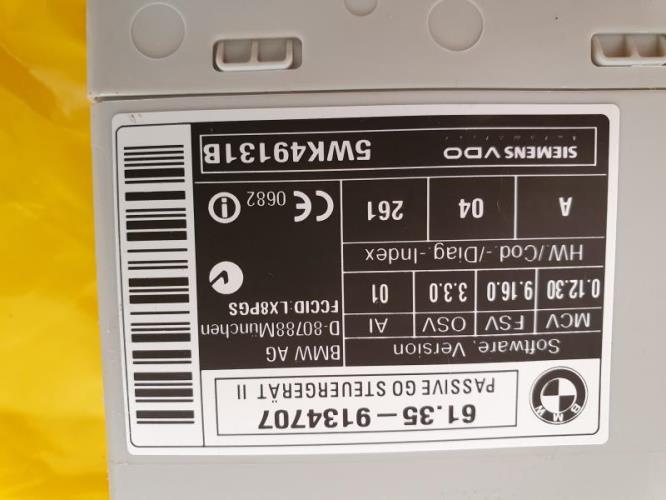 BMW
61.35 – 9134707
PASSIVE GO STEUERGERÄT II
Software. Version
MCV FSV OSV AI
0.12.30 9.16.0 3.3.0 01
HW/Cod.-/Diag.-Index
A 04 261
BMW AG
D-80788München
FCCID:LX8PGS
CE 0682
SIEMENS VDO
5WK49131B